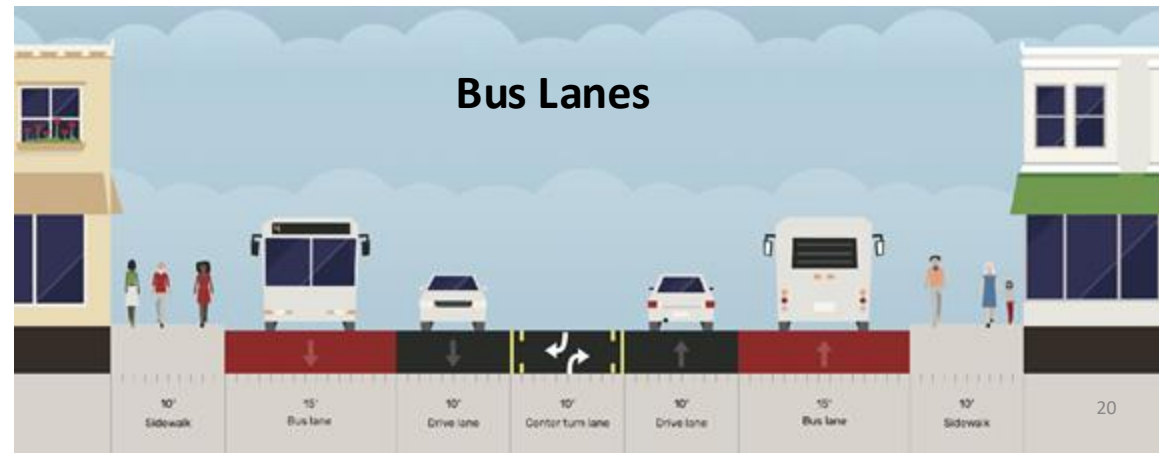 Bus Lanes
10'
Sidewalk
15'
Bus lane
10'
Drive lane
10'
Center turn lane
10'
Drive lane
15'
Bus lane
10'
Sidewalk
20